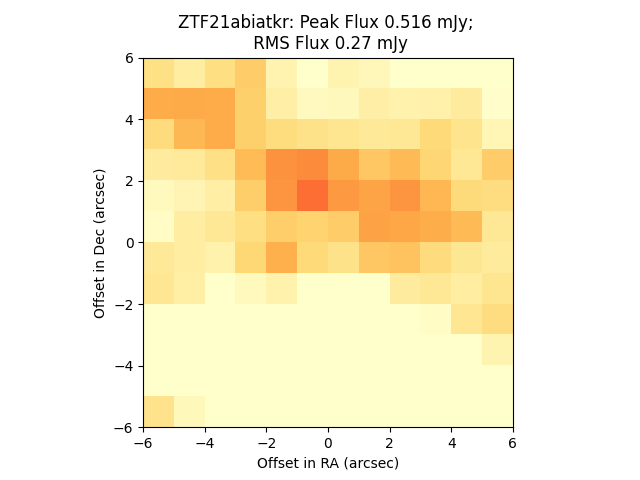 ZTF21abiatkr: Peak Flux 0.516 mJy;
RMS Flux 0.27 mJy
6
4
2
0
−2
−4
−6
Offset in Dec (arcsec)
−6 −4 −2 0 2 4 6
Offset in RA (arcsec)